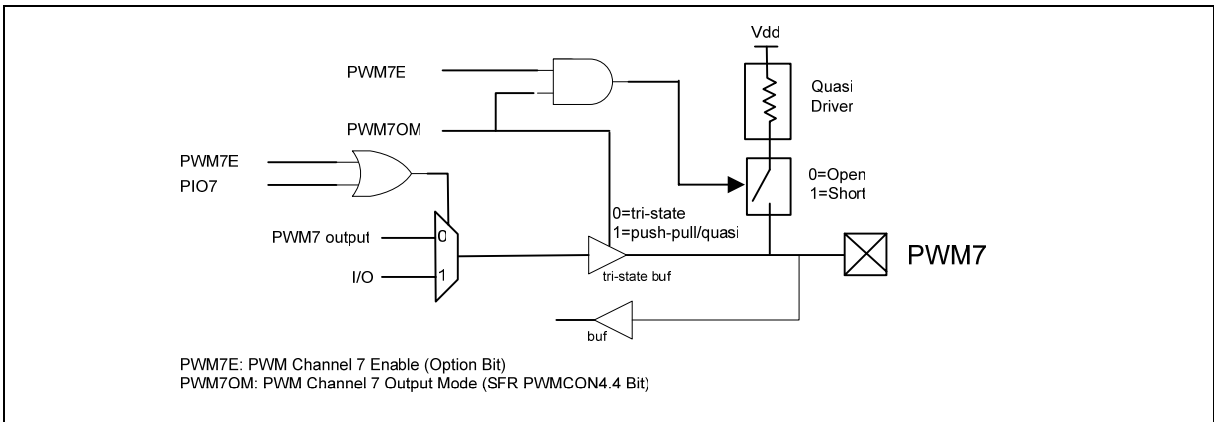 Vdd
PWM7E
Quasi
Driver
PWM7OM
PWM7E
PIO7
0=Open
1=Short
0=tri-state
1=push-pull/quasi
PWM7 output
0
I/O
1
tri-state buf
PWM7
buf
PWM7E: PWM Channel 7 Enable (Option Bit)
PWM7OM: PWM Channel 7 Output Mode (SFR PWMCON4.4 Bit)